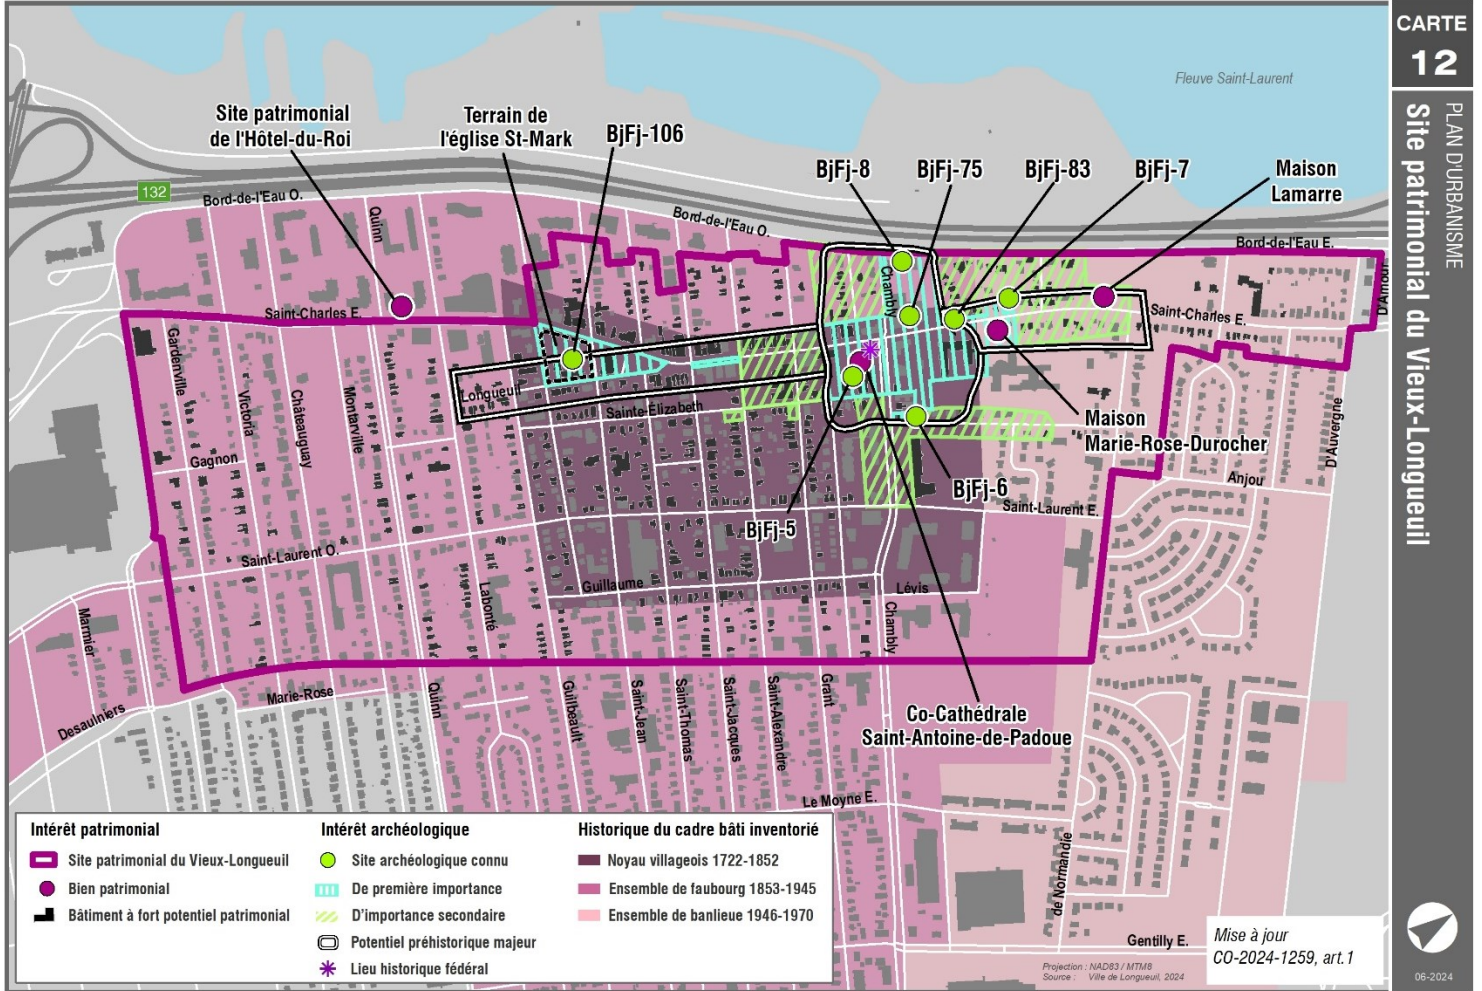 CARTE
12
PLAN D'URBANISME
Site patrimonial du Vieux-Longueuil
06-2024
Fleuve Saint-Laurent
Site patrimonial
de l'Hôtel-du-Roi
Terrain de
l'église St-Mark
BjFj-106
BjFj-8
BjFj-75
BjFj-83
BjFj-7
Maison
Lamarre
132
Bord-de-l'Eau O.
Quinn
Bord-de-l'Eau O.
Bord-de-l'Eau E.
D'Amour
Chambly
Saint-Charles E.
Saint-Charles E.
Gardenville
Victoria
Châteauguay
Montarville
Longueuil
Sainte-Elizabeth
Gagnon
Maison
Marie-Rose-Durocher
D'Auvergne
Anjou
BjFj-6
BjFj-5
Saint-Laurent E.
Saint-Laurent O.
Guillaume
Lévis
Labonté
Marmier
Chambly
Desaulniers
Marie-Rose
Quinn
Guilbeault
Saint-Jean
Saint-Thomas
Saint-Jacques
Saint-Alexandre
Grant
Co-Cathédrale
Saint-Antoine-de-Padoue
Le Moyne E.
de Normandie
Gentilly E.
Intérêt patrimonial
Site patrimonial du Vieux-Longueuil
Bien patrimonial
Bâtiment à fort potentiel patrimonial
Intérêt archéologique
Site archéologique connu
De première importance
D'importance secondaire
Potentiel préhistorique majeur
Lieu historique fédéral
Historique du cadre bâti inventorié
Noyau villageois 1722-1852
Ensemble de faubourg 1853-1945
Ensemble de banlieue 1946-1970
Projection : NAD83 / MTM8
Source : Ville de Longueuil, 2024
Mise à jour
CO-2024-1259, art.1